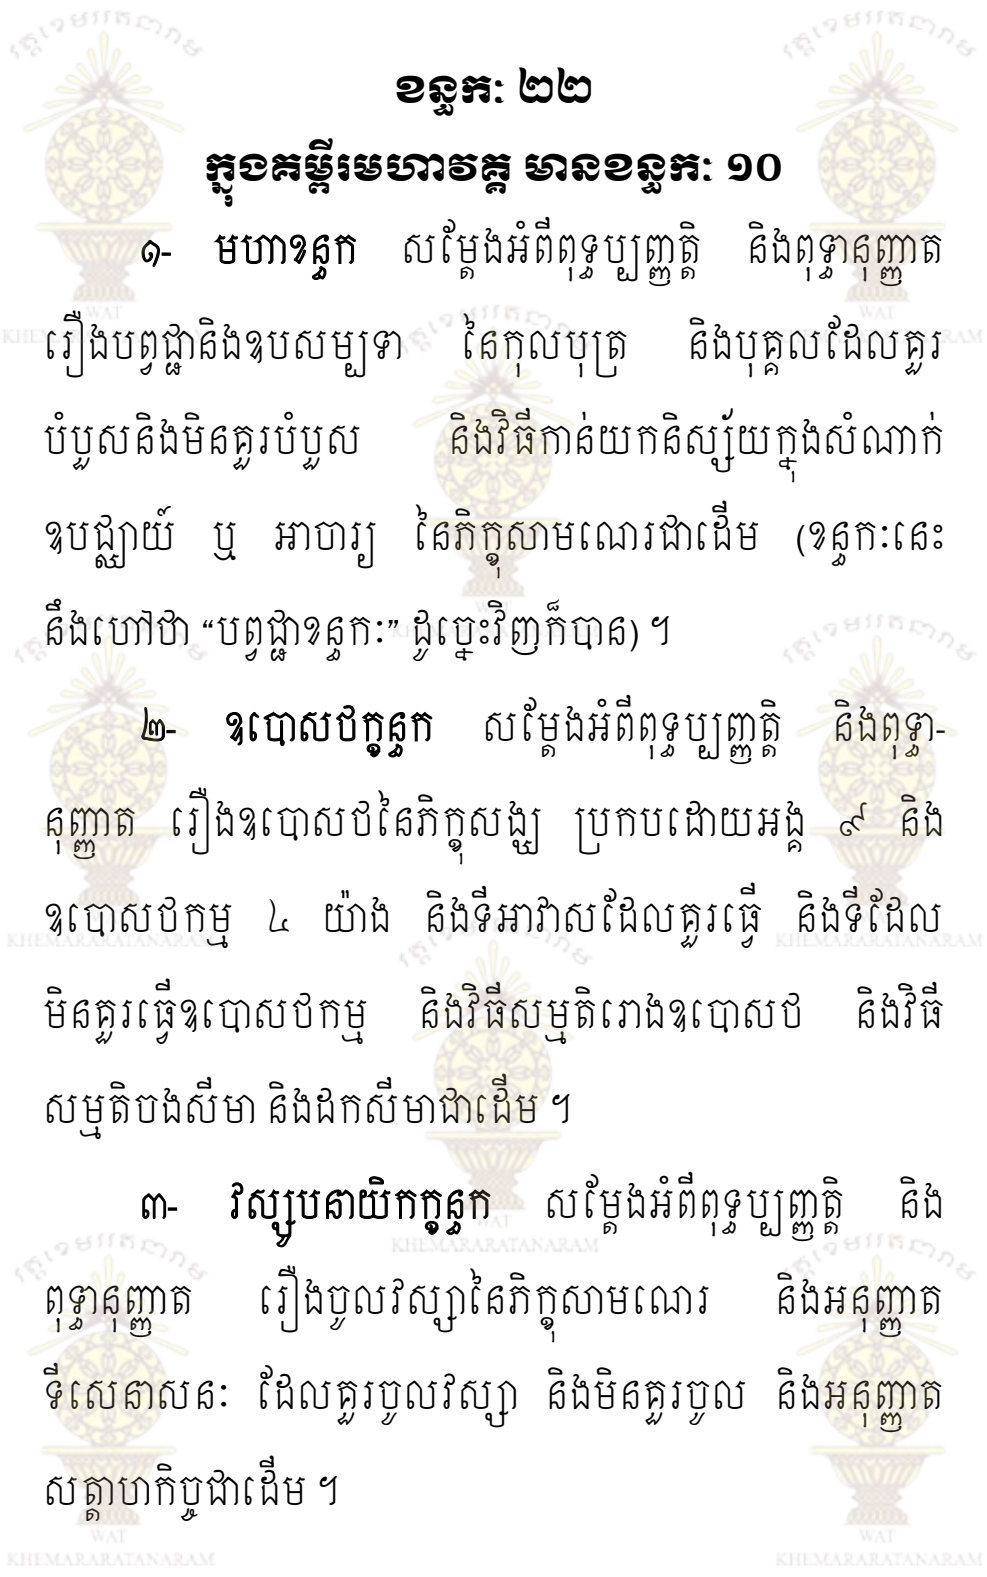 ខន្ធកៈ ២២
ក្នុងគម្ពីរមហាវគ្គ មានខន្ធកៈ ១០
១- មហាខន្ធក សម្ដែងអំពីពុទ្ធប្បញ្ញត្តិ និងពុទ្ធានុញ្ញាត
រឿងបព្វជ្ជានិងឧបសម្បទា នៃកុលបុត្រ និងបុគ្គលដែលគួរ
បំបួសនិងមិនគួរបំបួស និងវិធីកាន់យកនិស្ស័យក្នុងសំណាក់
ឧបជ្ឈាយ៍ ឬ អាចារ្យ នៃភិក្ខុសាមណេរជាដើម (ខន្ធកៈនេះ
នឹងហៅថា “បព្វជ្ជាខន្ធកៈ” ដូច្នេះវិញក៏បាន) ។
២- ឧបោសថក្ខន្ធក សម្ដែងអំពីពុទ្ធប្បញ្ញត្តិ និងពុទ្ធា-
នុញ្ញាត រឿងឧបោសថនៃភិក្ខុសង្ឃ ប្រកបដោយអង្គ ៩ និង
ឧបោសថកម្ម ៤ យ៉ាង និងទីអាវាសដែលគួរធ្វើ និងទីដែល
មិនគួរធ្វើឧបោសថកម្ម និងវិធីសម្មតិរោងឧបោសថ និងវិធី
សម្មតិចងសីមា និងដកសីមាជាដើម ។
៣- វស្សូបនាយិកក្ខន្ធក សម្ដែងអំពីពុទ្ធប្បញ្ញត្តិ និង
ពុទ្ធានុញ្ញាត រឿងចូលវស្សានៃភិក្ខុសាមណេរ និងអនុញ្ញាត
ទីសេនាសនៈ ដែលគួរចូលវស្សា និងមិនគួរចូល និងអនុញ្ញាត
សត្តាហកិច្ចជាដើម ។
WAT
KHEMARARATANARAM